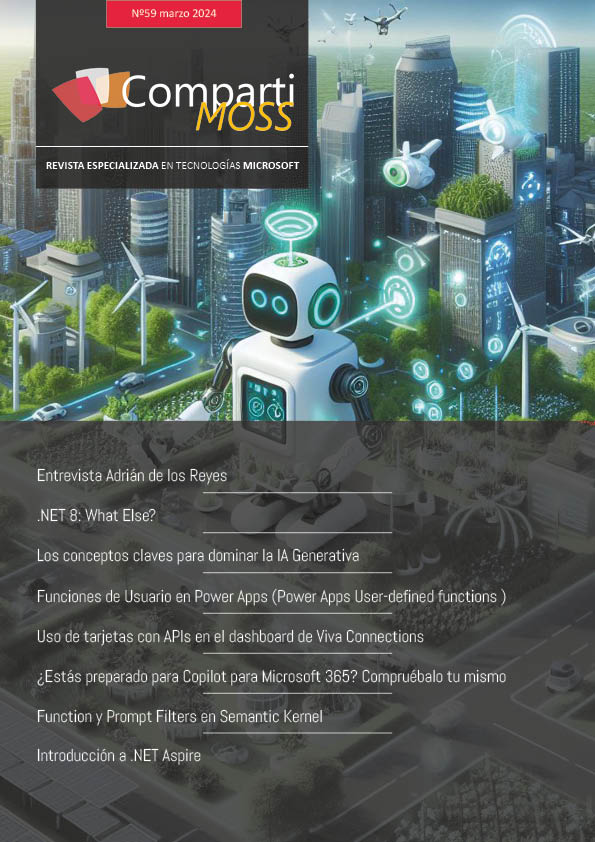 Nº59 marzo 2024
Comparti
MOSS
REVISTA ESPECIALIZADA EN TECNOLOGÍAS MICROSOFT
Entrevista Adrián de los Reyes
.NET 8: What Else?
Los conceptos claves para dominar la IA Generativa
Funciones de Usuario en Power Apps (Power Apps User-defined functions )
Uso de tarjetas con APIs en el dashboard de Viva Connections
¿Estás preparado para Copilot para Microsoft 365? Compruébalo tu mismo
Function y Prompt Filters en Semantic Kernel
Introducción a .NET Aspire